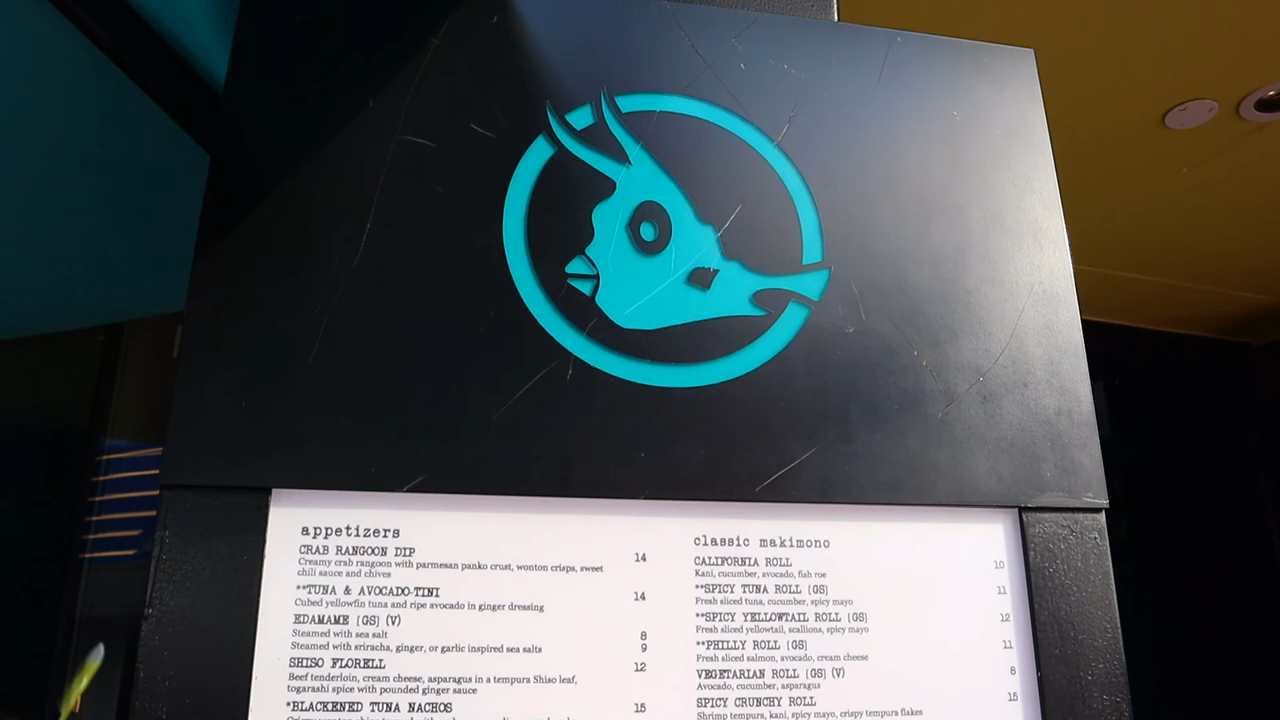 appetizers
CRAB RANGOON DIP 14
Creamy crab rangoon with parmesan panko crust, wonton crisps, sweet
chili sauce and chives
**TUNA & AVOCADO-TINI 14
Cubed yellowfin tuna and ripe avocado in ginger dressing
EDAMAME [GS] (V)
Steamed with sea salt 8
Steamed with sriracha, ginger, or garlic inspired sea salts 9
SHISO FLORELL 12
Beef tenderloin, cream cheese, asparagus in a tempura Shiso leaf,
togarashi spice with pounded ginger sauce
*BLACKENED TUNA NACHOS 15
classic makimono
CALIFORNIA ROLL 10
Kani, cucumber, avocado, fish roe
**SPICY TUNA ROLL [GS] 11
Fresh sliced tuna, cucumber, spicy mayo
**SPICY YELLOWTAIL ROLL [GS] 12
Fresh sliced yellowtail, scallions, spicy mayo
**PHILLY ROLL [GS] 11
Fresh sliced salmon, avocado, cream cheese
VEGETARIAN ROLL [GS] (V) 8
Avocado, cucumber, asparagus
SPICY CRUNCHY ROLL 15
Shrimp tempura, kani, spicy mayo, crispy tempura flakes